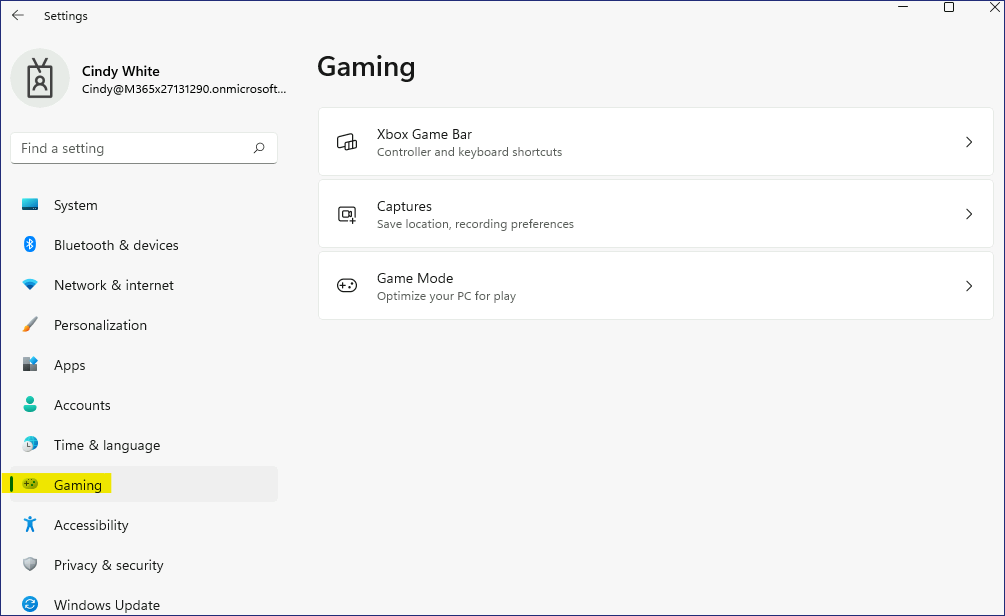 Settings
Cindy White
Cindy@M365x27131290.onmicrosoft...
Find a setting
System
Bluetooth & devices
Network & internet
Personalization
Apps
Accounts
Time & language
Gaming
Accessibility
Privacy & security
Windows Update
Gaming
Xbox Game Bar
Controller and keyboard shortcuts
Captures
Save location, recording preferences
Game Mode
Optimize your PC for play